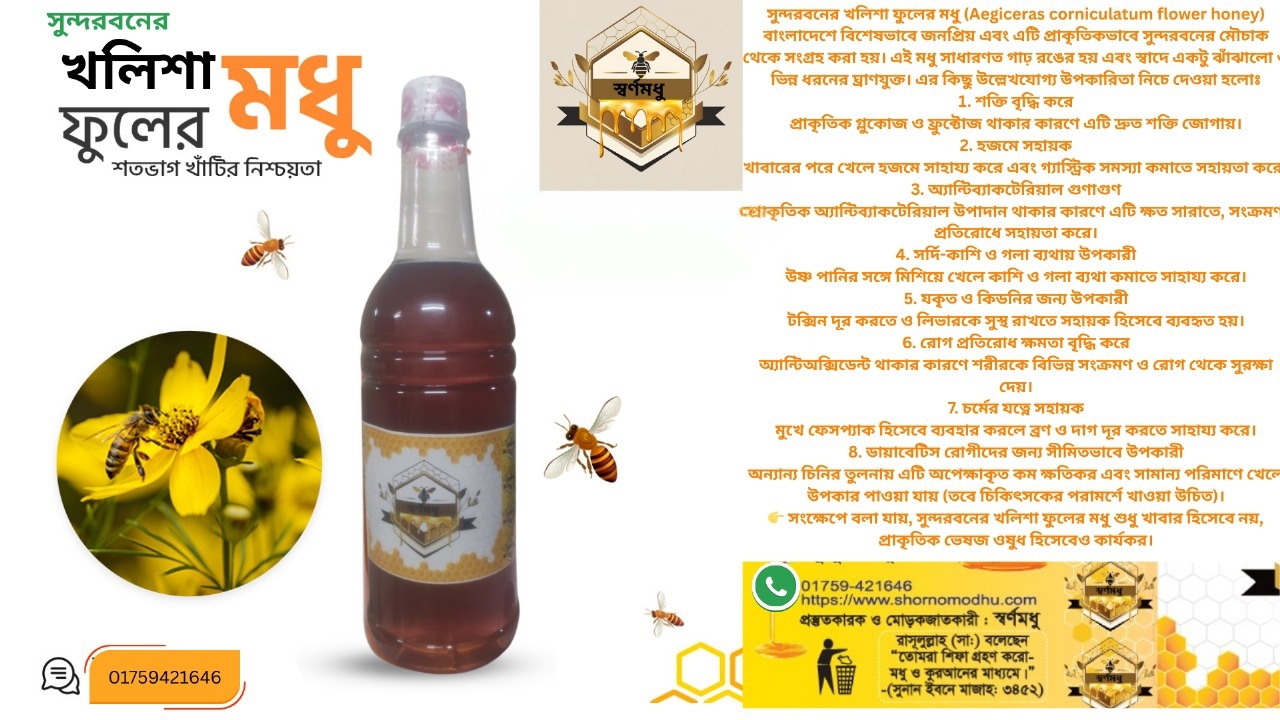 সুন্দরবনের
খলিশা
মধু
ফুলের
শতভাগ খাঁটির নিশ্চয়তা
01759421646
স্বর্ণমধু
সুন্দরবনের খলিশা ফুলের মধু (Aegiceras corniculatum flower honey)
বাংলাদেশে বিশেষভাবে জনপ্রিয় এবং এটি প্রাকৃতিকভাবে সুন্দরবনের মৌচাক
থেকে সংগ্রহ করা হয়। এই মধু সাধারণত গাঢ় রঙের হয় এবং স্বাদে একটু ঝাঁঝালো
ভিন্ন ধরনের ঘ্রাণযুক্ত। এর কিছু উল্লেখযোগ্য উপকারিতা নিচে দেওয়া হলোঃ
1. শক্তি বৃদ্ধি করে
প্রাকৃতিক গ্লুকোজ ও ফ্রুক্টোজ থাকার কারণে এটি দ্রুত শক্তি জোগায়।
2. হজমে সহায়ক
খাবারের পরে খেলে হজমে সাহায্য করে এবং গ্যাস্ট্রিক সমস্যা কমাতে সহায়তা করে
3. অ্যান্টিব্যাকটেরিয়াল গুণাগুণ
প্রাকৃতিক অ্যান্টিব্যাকটেরিয়াল উপাদান থাকার কারণে এটি ক্ষত সারাতে, সংক্রমণ
প্রতিরোধে সহায়তা করে।
4. সর্দি-কাশি ও গলা ব্যথায় উপকারী
উষ্ণ পানির সঙ্গে মিশিয়ে খেলে কাশি ও গলা ব্যথা কমাতে সাহায্য করে।
5. যকৃত ও কিডনির জন্য উপকারী
টক্সিন দূর করতে ও লিভারকে সুস্থ রাখতে সহায়ক হিসেবে ব্যবহৃত হয়।
6. রোগ প্রতিরোধ ক্ষমতা বৃদ্ধি করে
অ্যান্টিঅক্সিডেন্ট থাকার কারণে শরীরকে বিভিন্ন সংক্রমণ ও রোগ থেকে সুরক্ষা
দেয়।
7. চর্মের যত্নে সহায়ক
মুখে ফেসপ্যাক হিসেবে ব্যবহার করলে ব্রণ ও দাগ দূর করতে সাহায্য করে।
8. ডায়াবেটিস রোগীদের জন্য সীমিতভাবে উপকারী
অন্যান্য চিনির তুলনায় এটি অপেক্ষাকৃত কম ক্ষতিকর এবং সামান্য পরিমাণে খেলে
উপকার পাওয়া যায় (তবে চিকিৎসকের পরামর্শে খাওয়া উচিত)।
👉 সংক্ষেপে বলা যায়, সুন্দরবনের খলিশা ফুলের মধু শুধু খাবার হিসেবে নয়,
প্রাকৃতিক ভেষজ ওষুধ হিসেবেও কার্যকর।
01759-421646
https://www.shornomodhu.com
প্রস্তুতকারক ও মোড়কজাতকারী : স্বর্ণমধু
রাসূলুল্লাহ (সা:) বলেছেন
“তোমরা শিফা গ্রহণ করো-
মধু ও কুরআনের মাধ্যমে।”
-(সুনান ইবনে মাজাহ: ৩৪৫২)
স্বর্ণমধু
স্বর্ণমধু